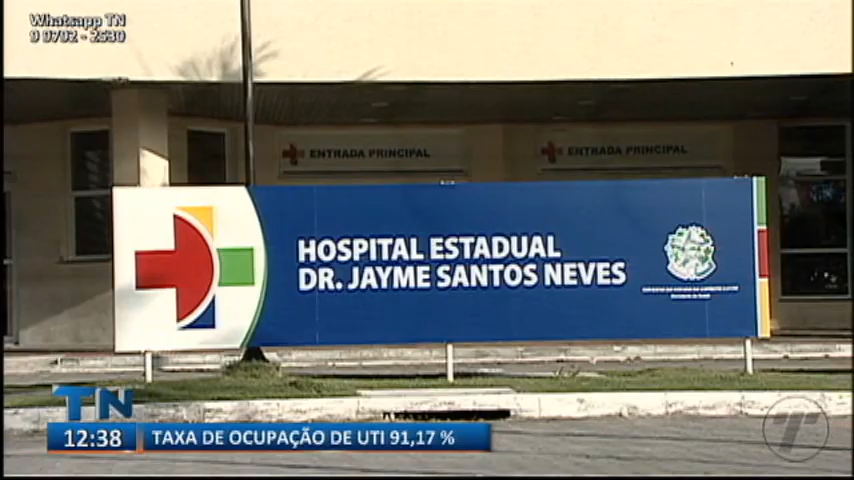 Whatsapp TN
9 9792 - 2530
ENTRADA PRINCIPAL
ENTRADA PRINCIPAL
HOSPITAL ESTADUAL
DR. JAYME SANTOS NEVES
TN
12:38
TAXA DE OCUPAÇÃO DE UTI 91,17 %